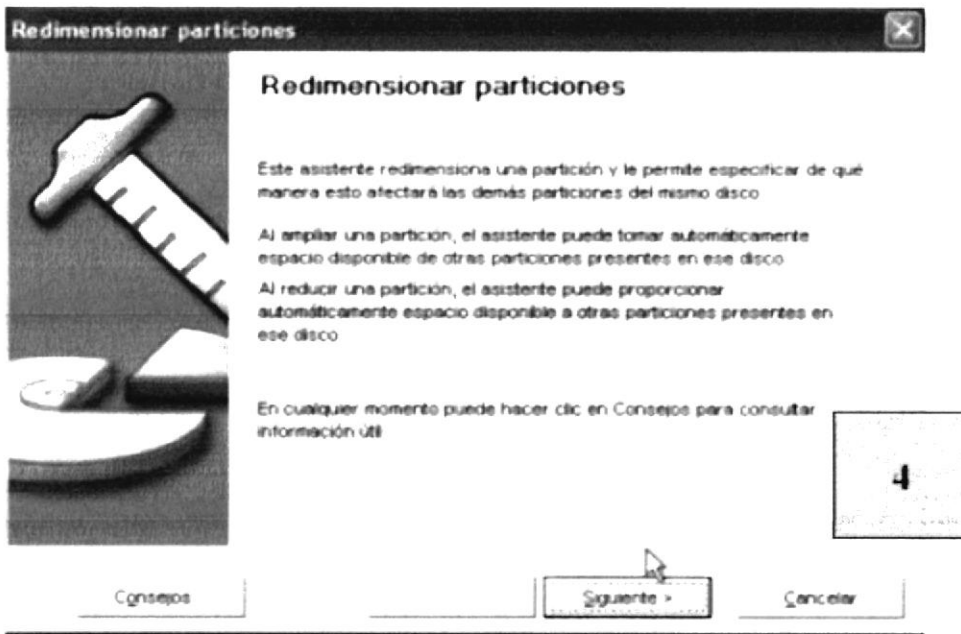 Redimensionar particiones
Redimensionar particiones
Este asistente redimensiona una partición y le permite especificar de qué
manera esto afectará las demás particiones del mismo disco
Al ampliar una partición, el asistente puede tomar automáticamente
espacio disponible de otras particiones presentes en ese disco
Al reducir una partición, el asistente puede proporcionar
automáticamente espacio disponible a otras particiones presentes en
ese disco
En cualquier momento puede hacer clic en Consejos para consultar
información útil
4
Consejos
Siguiente >
Cancelar